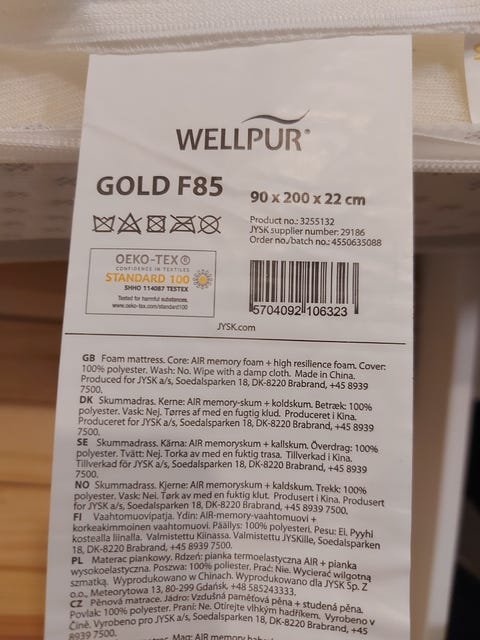 WELLPUR®
GOLD F85
90 x 200 x 22 cm
Product no.: 3255132
JYSK supplier number: 29186
Order no./batch no.: 4550635088
OEKO-TEX®
CONFIDENCE IN TEXTILES
STANDARD 100
SHHO 114087 TESTEX
Tested for harmful substances.
www.oeko-tex.com/standard100
5704092 106323
JYSK.com
GB Foam mattress. Core: AIR memory foam + high resilience foam. Cover:
100% polyester. Wash: No. Wipe with a damp cloth. Made in China.
Produced for JYSK a/s, Soedalsparken 18, DK-8220 Brabrand, +45 8939
7500.
DK Skummadras. Kerne: AIR memory-skum + koldskum. Betræk: 100%
polyester. Vask: Nej. Tørres af med en fugtig klud. Produceret i Kina.
Produceret for JYSK a/s, Soedalsparken 18, DK-8220 Brabrand, +45 8939
7500.
SE Skummadrass. Kärna: AIR memoryskum + kallskum. Överdrag: 100%
polyester. Tvätt: Nej. Torka av med en fuktig trasa. Tillverkad i Kina.
Tillverkad för JYSK a/s, Soedalsparken 18, DK-8220 Brabrand, +45 8939
7500.
NO Skummadrass. Kjerne: AIR memoryskum + kaldskum. Trekk: 100%
polyester. Vask: Nei. Tørk av med en fuktig klut. Produsert i Kina. Produsert
for JYSK a/s, Soedalsparken 18, DK-8220 Brabrand, +45 8939 7500.
FI Vaahtomuovipatja. Ydin: AIR-memory-vaahtomuovi +
korkeakimmoinen vaahtomuovi. Päällys: 100% polyesteri. Pesu: Ei. Pyyhi
kostealla liinalla. Valmistettu Kiinassa. Valmistettu JYSKille, Soedalsparken
18, DK-8220 Brabrand, +45 8939 7500.
PL Materac piankowy. Rdzeń: pianka termoelastyczna AIR + pianka
wysokoelastyczna. Poszwa: 100% poliester. Prać: Nie. Wycierać wilgotną
szmatką. Wyprodukowano w Chinach. Wyprodukowano dla JYSK Sp. Z
o.o., Meteorytowa 13, 80-299 Gdańsk, +48 585243333.
CZ Pěnová matrace. Jádro: Vzdušná paměťová pěna + studená pěna.
Povlak: 100% polyester. Praní: Ne. Otírejte vlhkým hadříkem. Vyrobeno v
Číně. Vyrobeno pro JYSK a/s, Soedalsparken 18, DK-8220 Brabrand, +45
8939 7500.